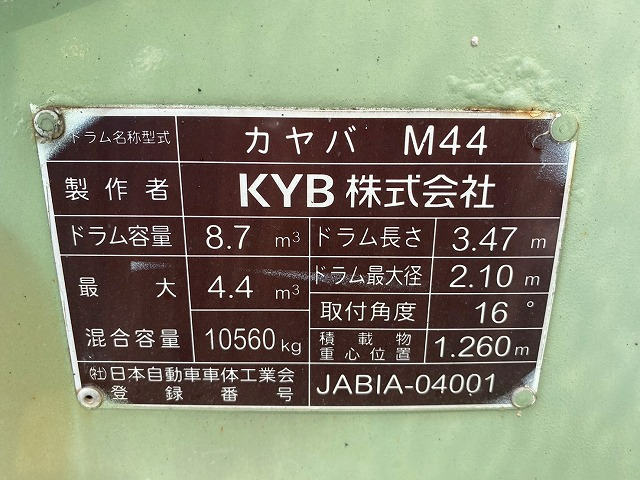 ドラム名称型式 カヤバ M44
製作者 KYB 株式会社
ドラム容量 8.7 m³ ドラム長さ 3.47 m
最大 4.4 m³ ドラム最大径 2.10 m
取付角度 16°
混合容量 10560 kg 積載物重心位置 1.260 m
㈳日本自動車車体工業会
登録番号 JABIA-04001